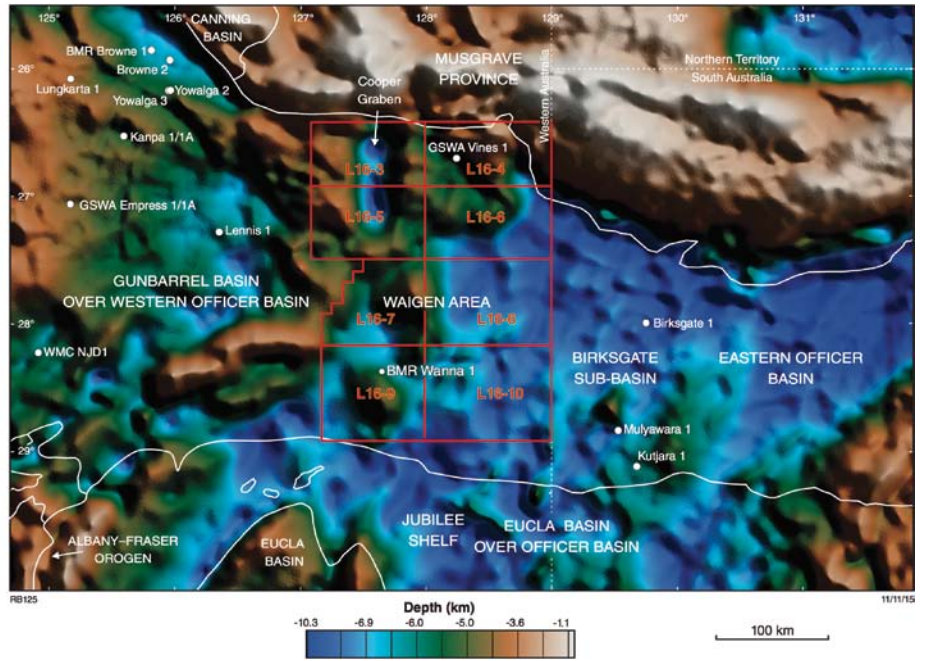 125°
126°
127°
128°
129°
130°
131°
CANNING
BASIN
BMR Browne 1
Browne 2
26°
Lungkarta 1
Yowalga 2
Yowalga 3
Cooper
Graben
MUSGRAVE
PROVINCE
Western Australia
Northern Territory
South Australia
Kanpa 1/1A
GSWA Vines 1
L16-3
L16-4
27°
GSWA Empress 1/1A
L16-5
L16-6
Lennis 1
GUNBARREL BASIN
OVER WESTERN OFFICER BASIN
WAIGEN AREA
28°
L16-7
L16-8
Birksgate 1
WMC NJD1
BIRKSGATE
SUB-BASIN
EASTERN OFFICER
BASIN
BMR Wanna 1
L16-9
L16-10
Mulyawara 1
29°
Kutjara 1
ALBANY–FRASER
OROGEN
EUCLA
BASIN
JUBILEE
SHELF
EUCLA BASIN
OVER OFFICER BASIN
RB125
11/11/15
Depth (km)
-10.3
-6.9
-6.0
-5.0
-3.6
-1.1
100 km